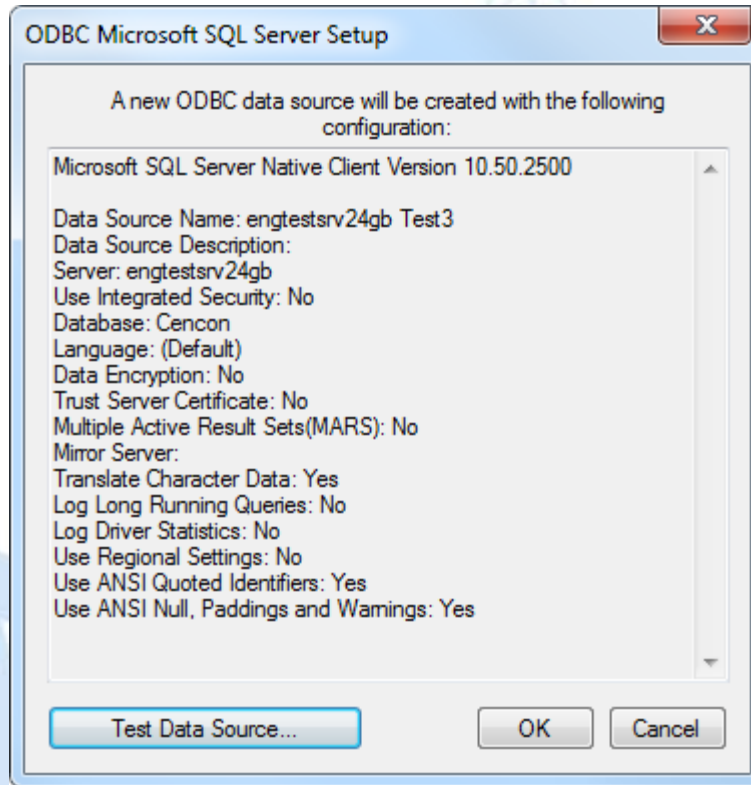 ODBC Microsoft SQL Server Setup
A new ODBC data source will be created with the following
configuration:
Microsoft SQL Server Native Client Version 10.50.2500
Data Source Name: engtestsrv24gb Test3
Data Source Description:
Server: engtestsrv24gb
Use Integrated Security: No
Database: Cencon
Language: (Default)
Data Encryption: No
Trust Server Certificate: No
Multiple Active Result Sets(MARS): No
Mirror Server:
Translate Character Data: Yes
Log Long Running Queries: No
Log Driver Statistics: No
Use Regional Settings: No
Use ANSI Quoted Identifiers: Yes
Use ANSI Null, Paddings and Warnings: Yes
Test Data Source... OK Cancel